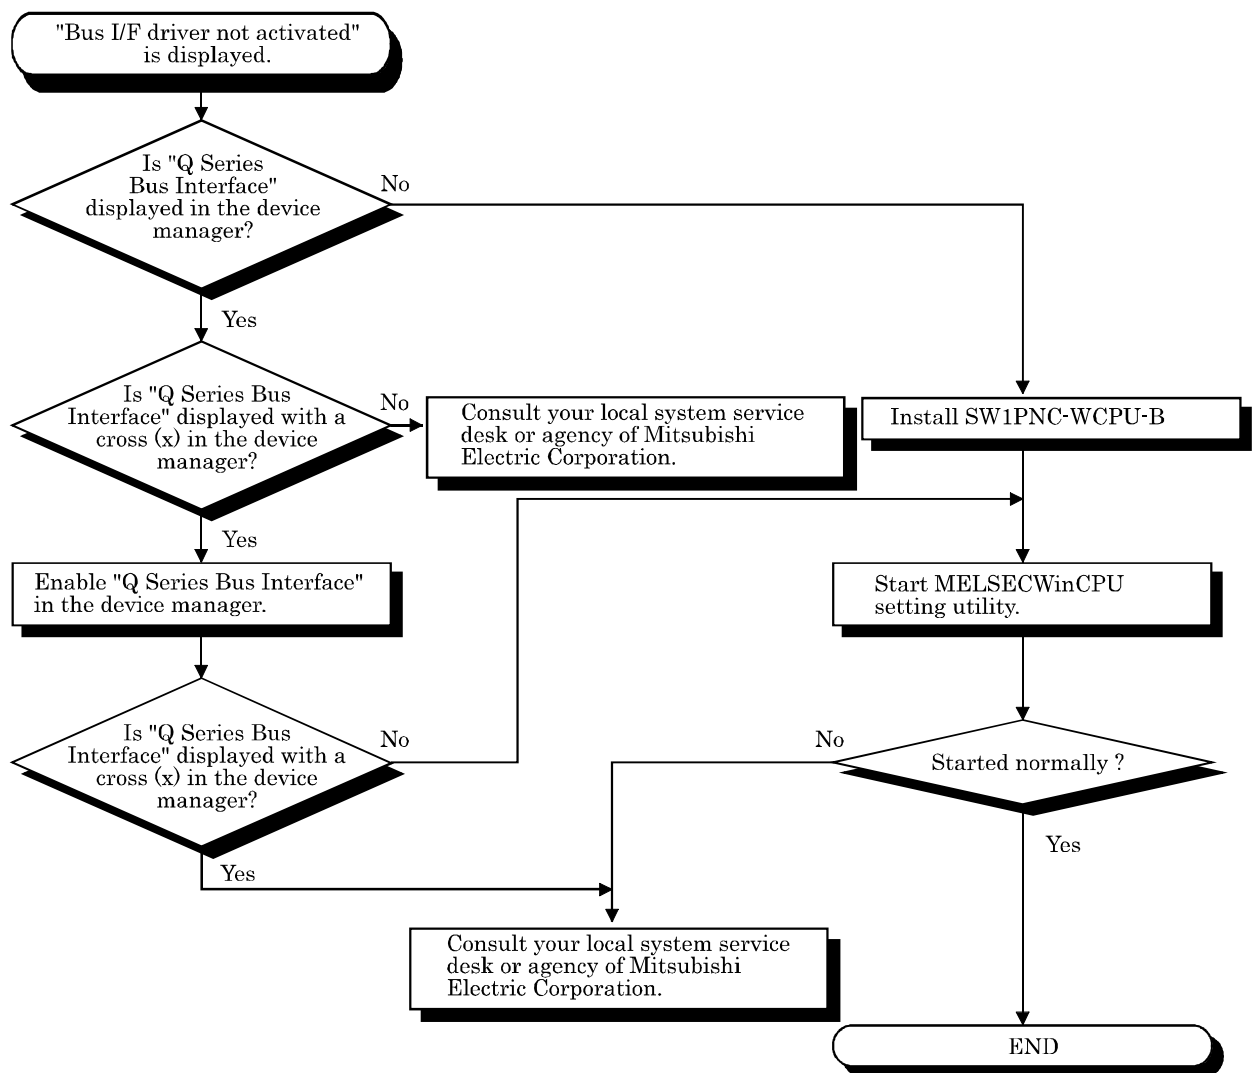 "Bus I/F driver not activated"
is displayed.
Is "Q Series
Bus Interface"
displayed in the device
manager?
No
Yes
Is "Q Series Bus
Interface" displayed with a
cross (x) in the device
manager?
No
Consult your local system service
desk or agency of Mitsubishi
Electric Corporation.
Install SW1PNC-WCPU-B
Yes
Enable "Q Series Bus Interface"
in the device manager.
Start MELSECWinCPU
setting utility.
Is "Q Series Bus
Interface" displayed with a
cross (x) in the device
manager?
No
No
Started normally ?
Yes
Yes
Consult your local system service
desk or agency of Mitsubishi
Electric Corporation.
END